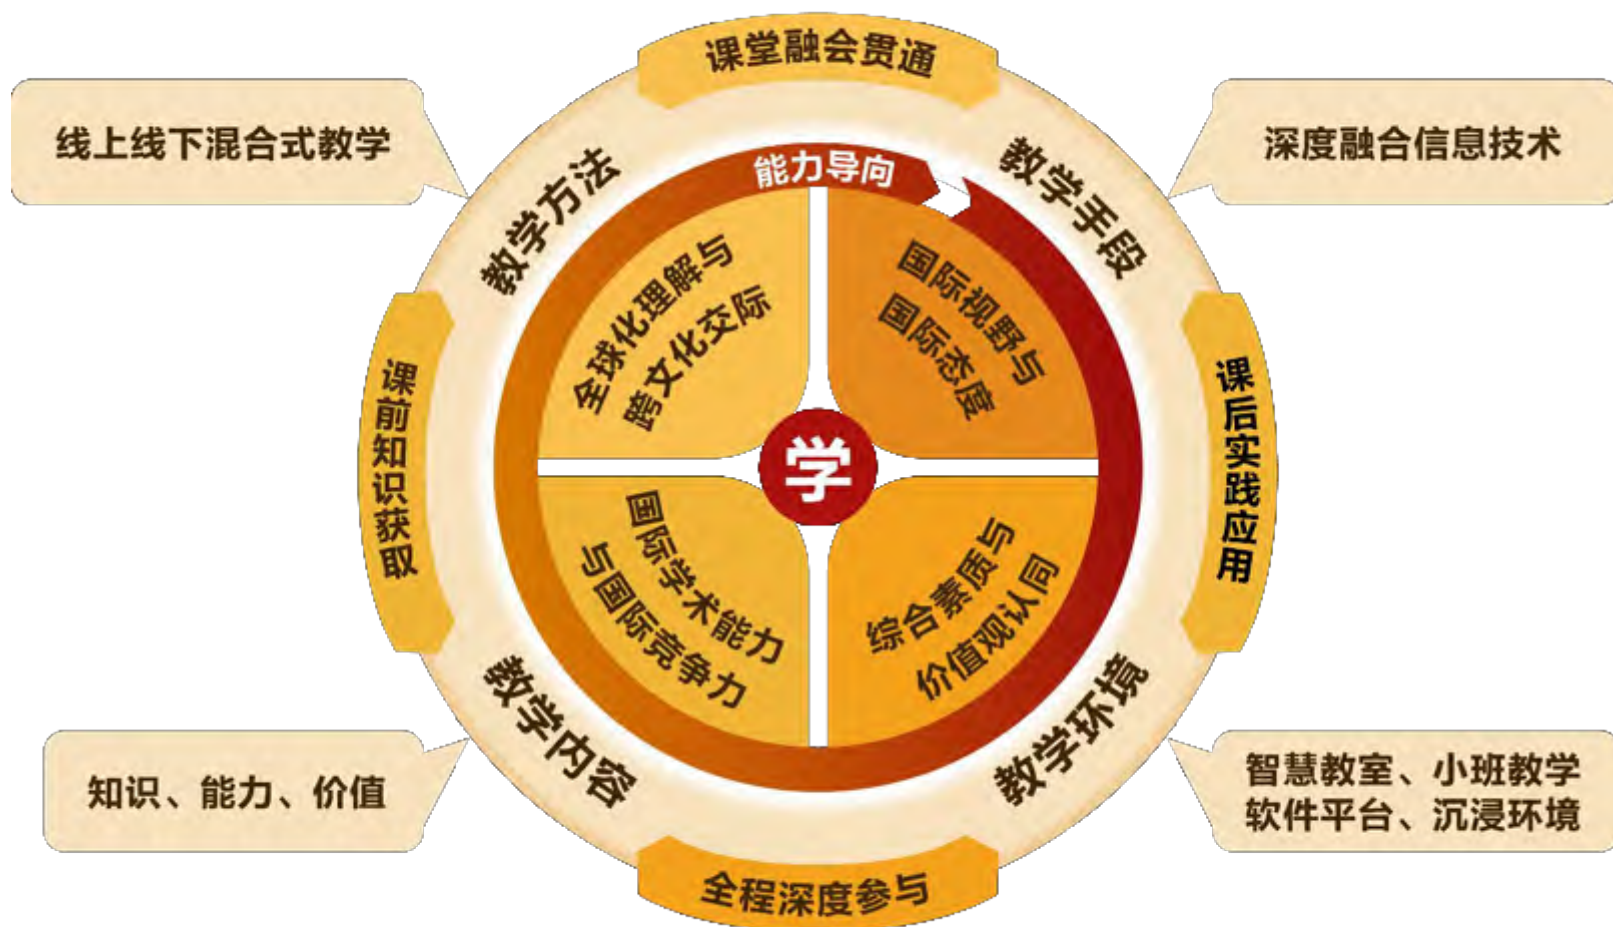 课堂融会贯通
线上线下混合式教学
深度融合信息技术
教学方法
教学手段
能力导向
全球化理解与
跨文化交际
国际视野与
国际态度
课前知识获取
学
课后实践应用
国际学术能力
与国际竞争力
综合素质与
价值观认同
教学内容
教学环境
知识、能力、价值
智慧教室、小班教学
软件平台、沉浸环境
全程深度参与